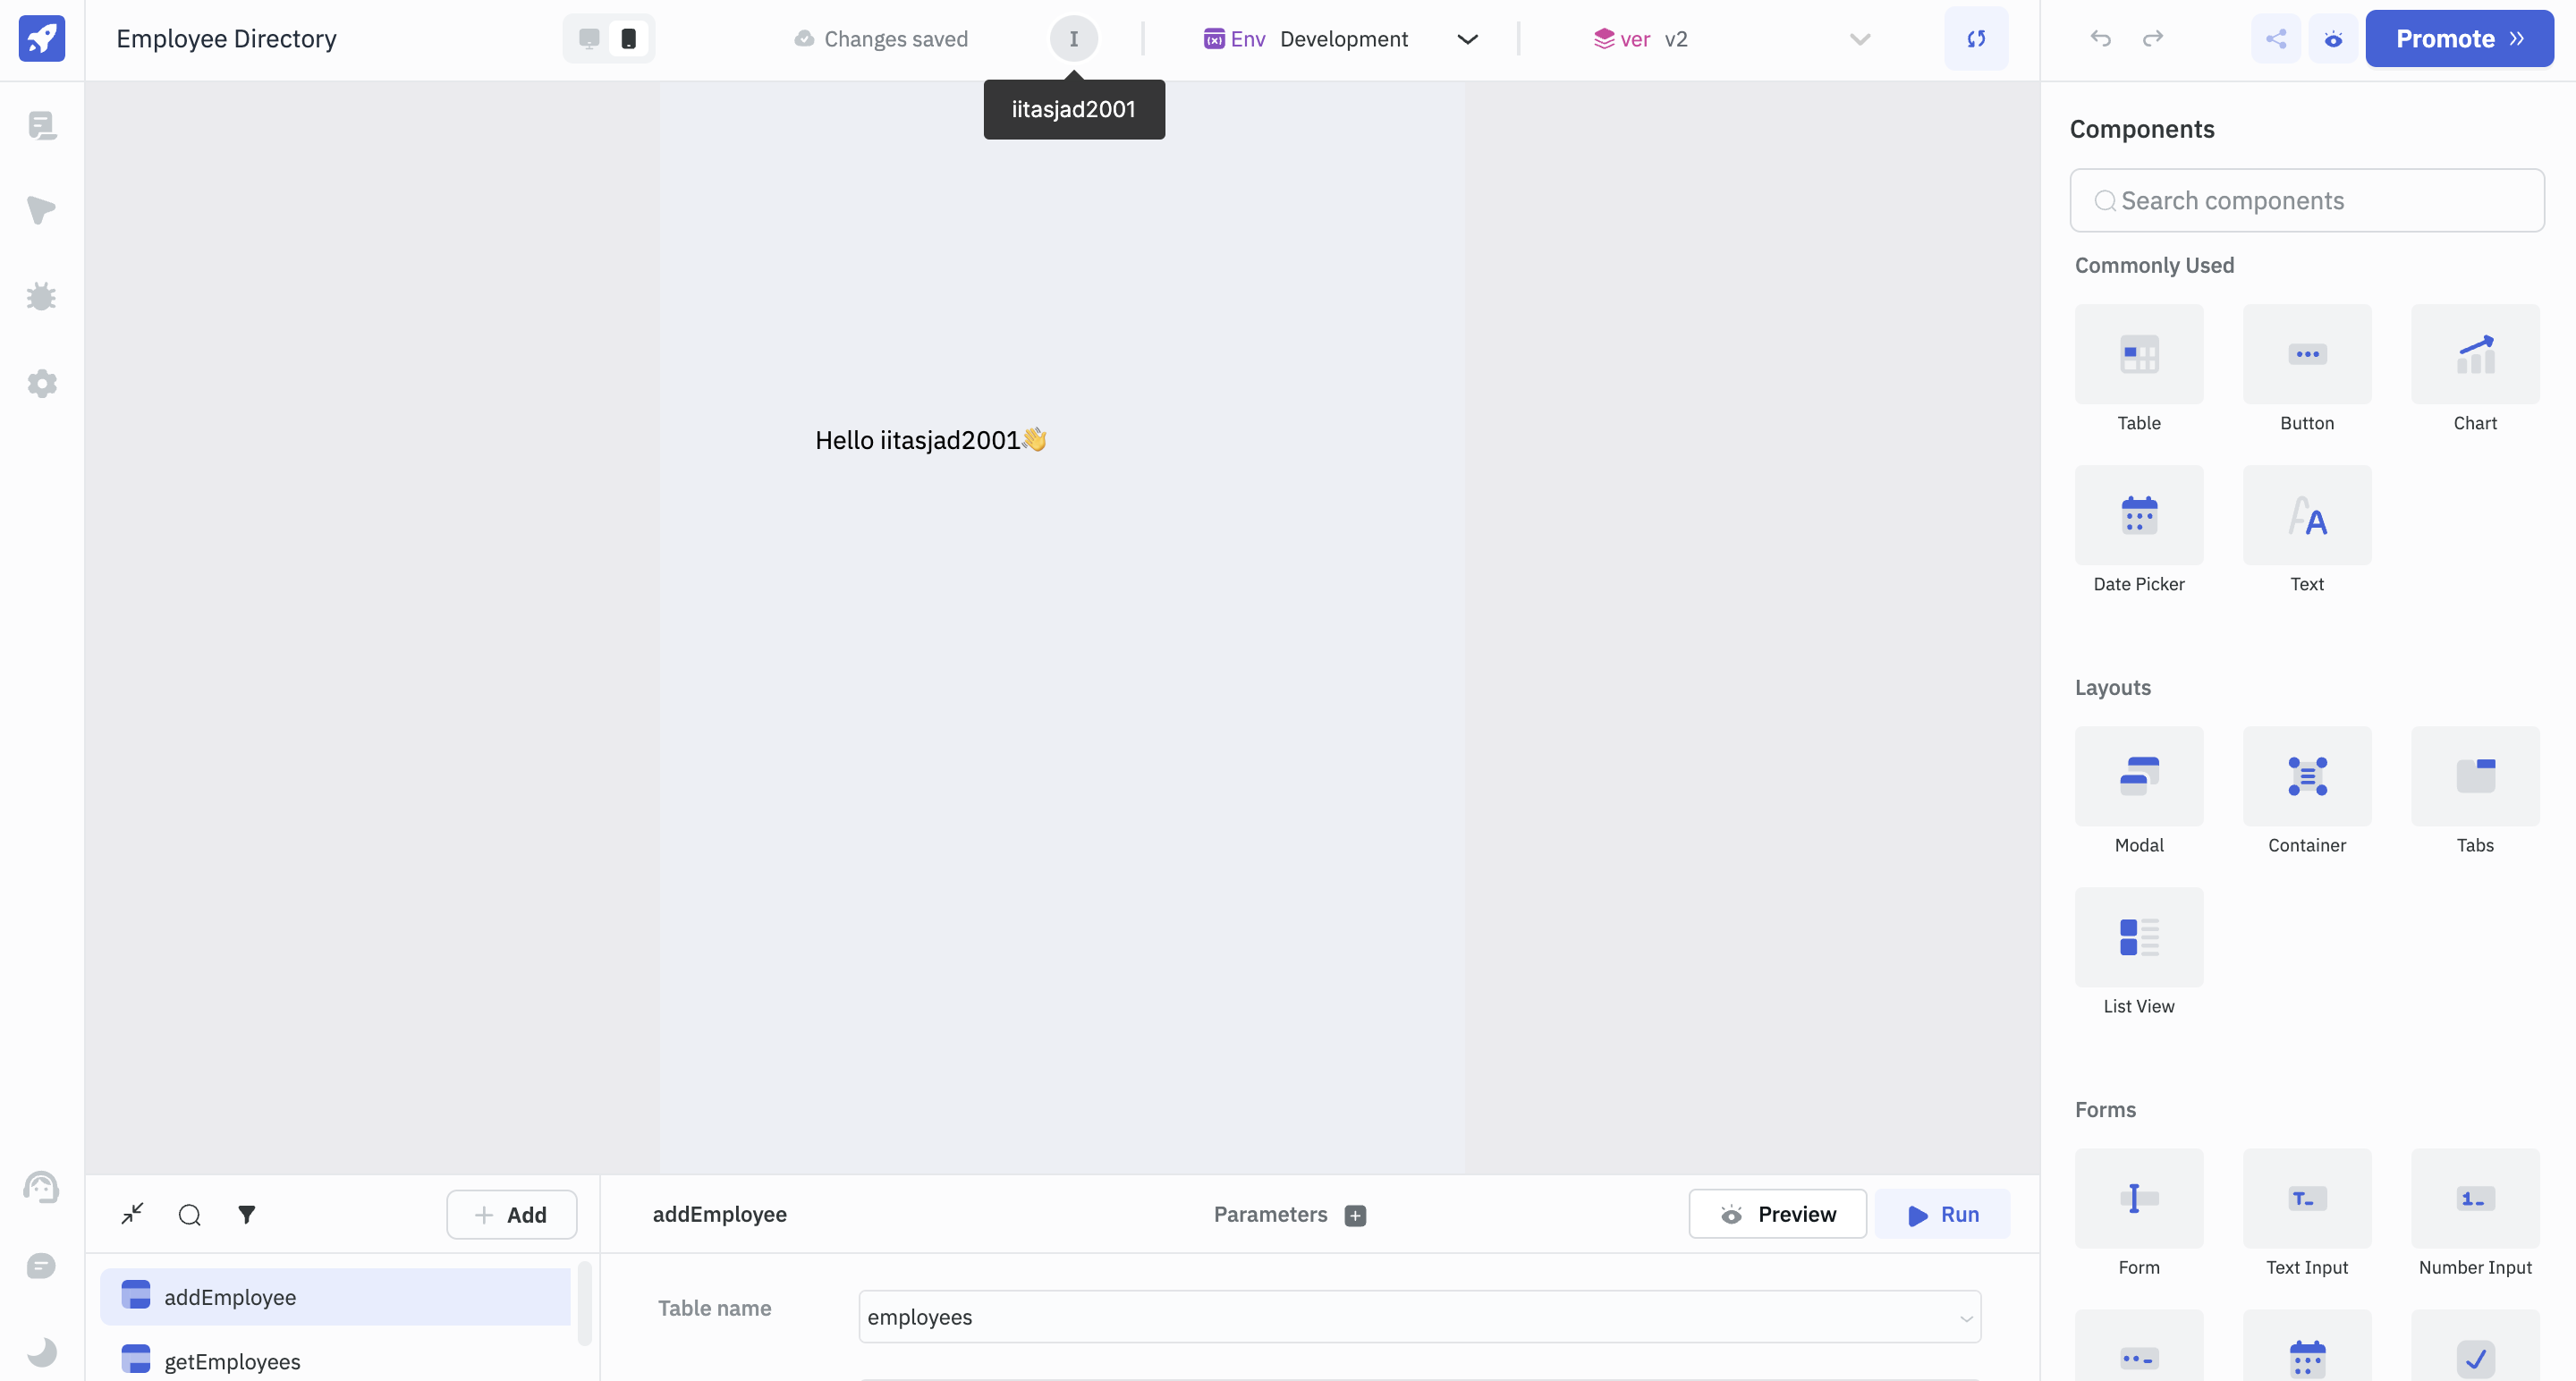 Employee Directory
Changes saved
I
Env Development
ver v2
Promote
iitasjad2001
Components
Search components
Commonly Used
Table
Button
Chart
Date Picker
Text
Layouts
Modal
Container
Tabs
List View
Forms
Form
Text Input
Number Input
Hello iitasjad2001👋
Add
addEmployee
Parameters
Preview
Run
addEmployee
getEmployees
Table name
employees